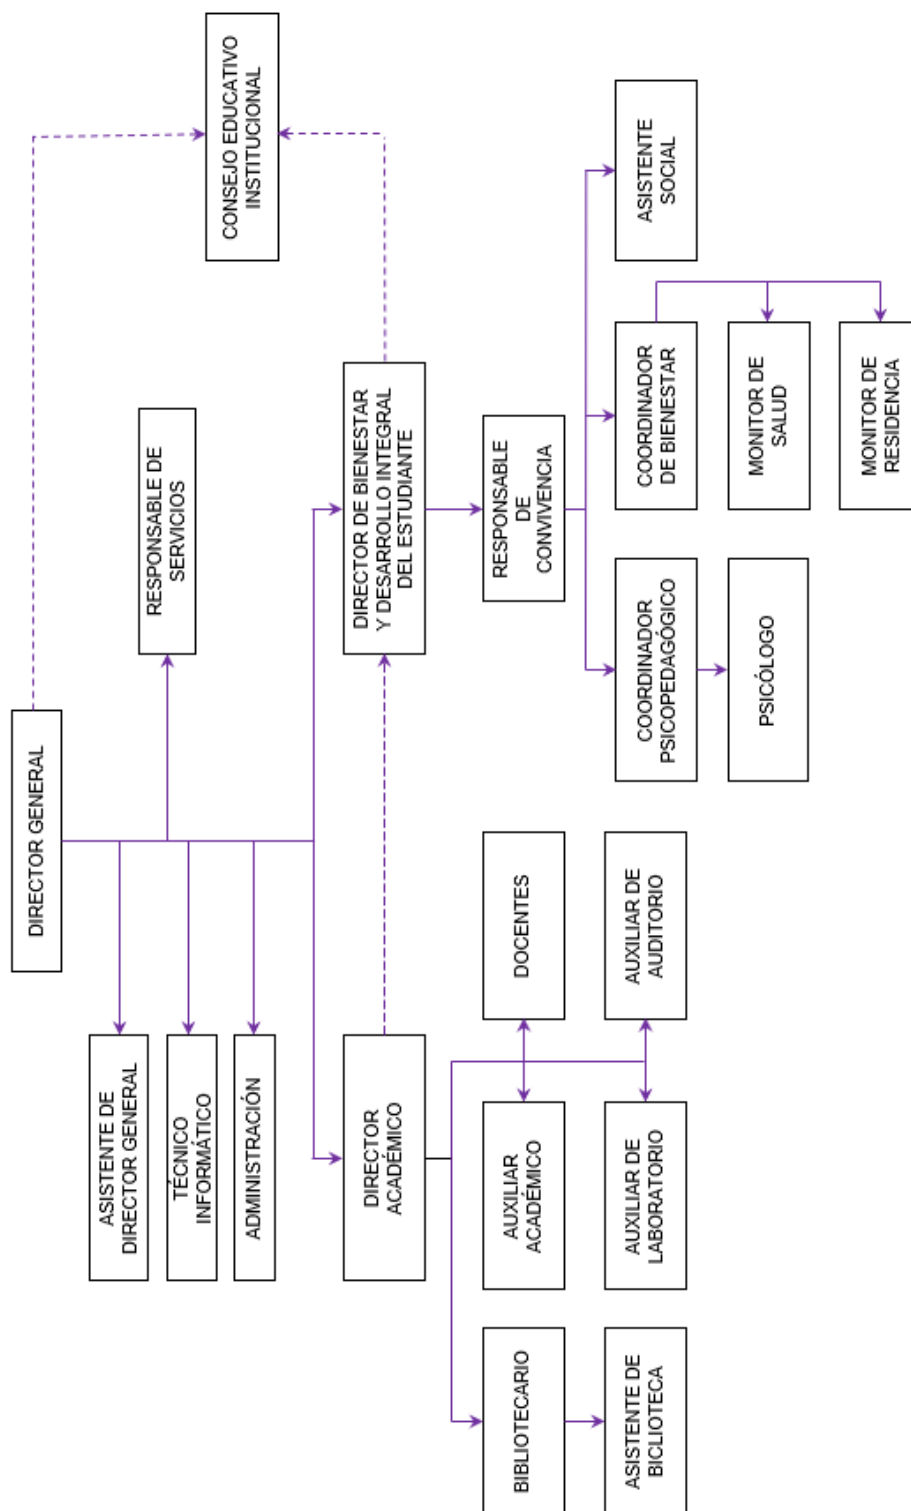 DIRECTOR GENERAL
CONSEJO EDUCATIVO
INSTITUCIONAL
ASISTENTE DE
DIRECTOR GENERAL
RESPONSABLE DE
SERVICIOS
TÉCNICO
INFORMÁTICO
ADMINISTRACIÓN
DIRECTOR
ACADÉMICO
DIRECTOR DE BIENESTAR
Y DESARROLLO INTEGRAL
DEL ESTUDIANTE
BIBLIOTECARIO
AUXILIAR
ACADÉMICO
DOCENTES
RESPONSABLE
DE
CONVIVENCIA
ASISTENTE DE
BICLIOTECA
AUXILIAR DE
LABORATORIO
AUXILIAR DE
AUDITORIO
COORDINADOR
PSICOPEDAGÓGICO
COORDINADOR
DE BIENESTAR
ASISTENTE
SOCIAL
PSICÓLOGO
MONITOR DE
SALUD
MONITOR DE
RESIDENCIA